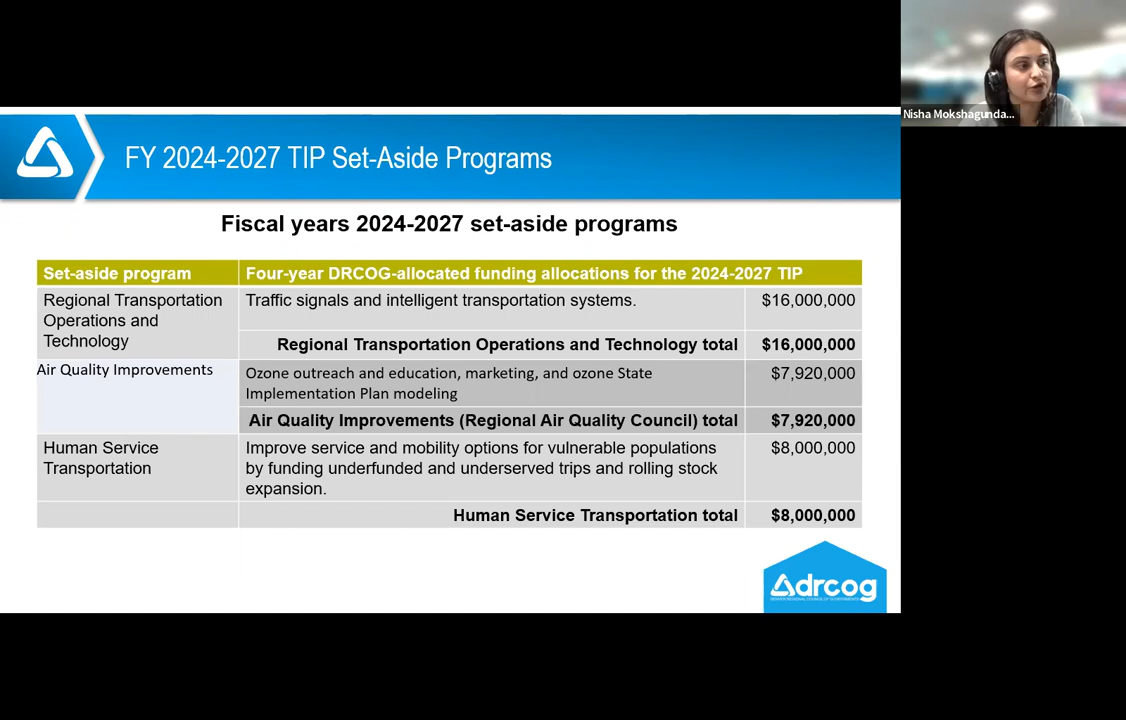 Nisha Mokshagunda...
FY 2024-2027 TIP Set-Aside Programs
Fiscal years 2024-2027 set-aside programs
Set-aside program
Four-year DRCOG-allocated funding allocations for the 2024-2027 TIP
Regional Transportation
Operations and
Technology
Traffic signals and intelligent transportation systems.
$16,000,000
Regional Transportation Operations and Technology total
$16,000,000
Air Quality Improvements
Ozone outreach and education, marketing, and ozone State
Implementation Plan modeling
$7,920,000
Air Quality Improvements (Regional Air Quality Council) total
$7,920,000
Human Service
Transportation
Improve service and mobility options for vulnerable populations
by funding underfunded and underserved trips and rolling stock
expansion.
$8,000,000
Human Service Transportation total
$8,000,000
drcog
DENVER REGIONAL COUNCIL OF GOVERNMENTS